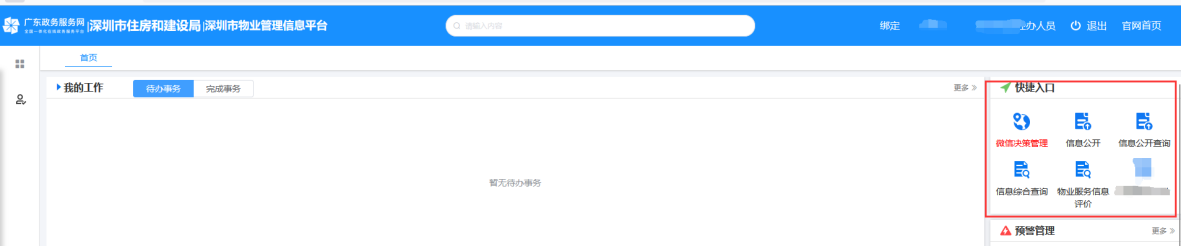 广东政务服务网 |深圳市住房和建设局|深圳市物业管理信息平台 请输入内容 绑定 办人员 退出 官网首页
首页
我的工作 待办事务 完成事务 更多 》 快捷入口
微信决策管理 信息公开 信息公开查询
暂无待办事务
信息综合查询 物业服务信息评价
预警管理 更多 》